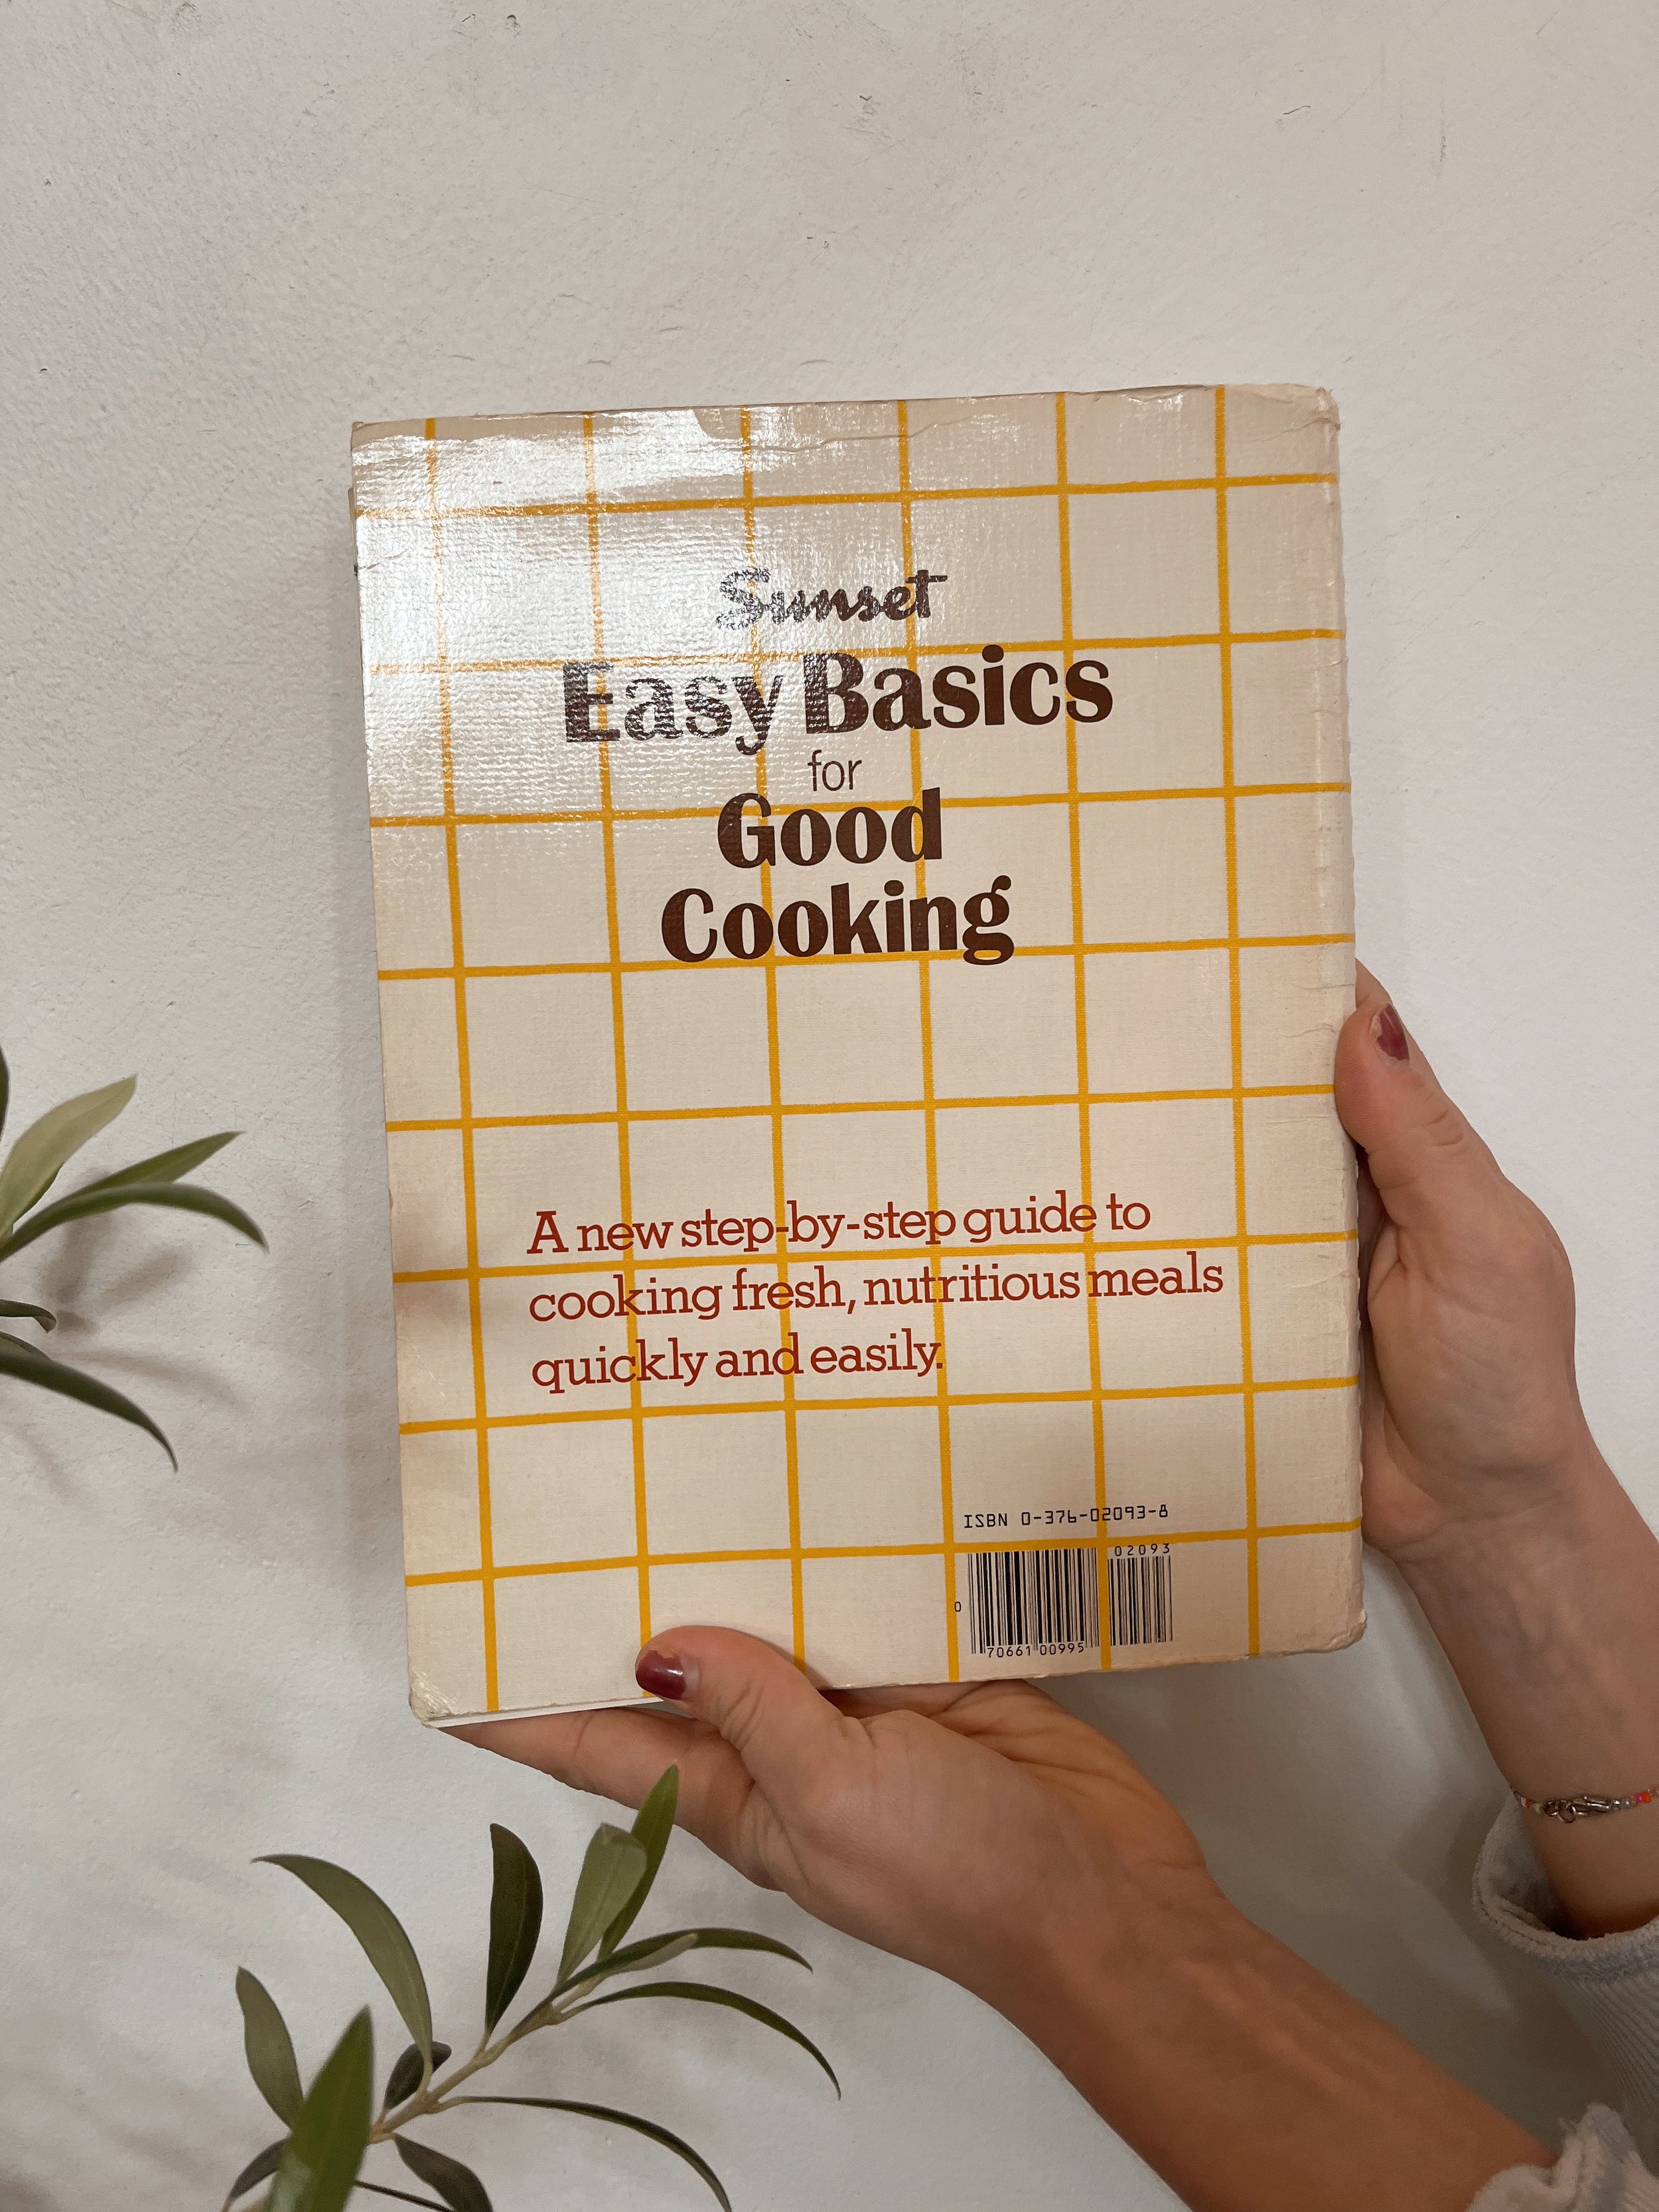 Sunset
Easy Basics
for
Good
Cooking
A new step-by-step guide to
cooking fresh, nutritious meals
quickly and easily.
ISBN 0-376-02093-8
02093
0
70661 00995